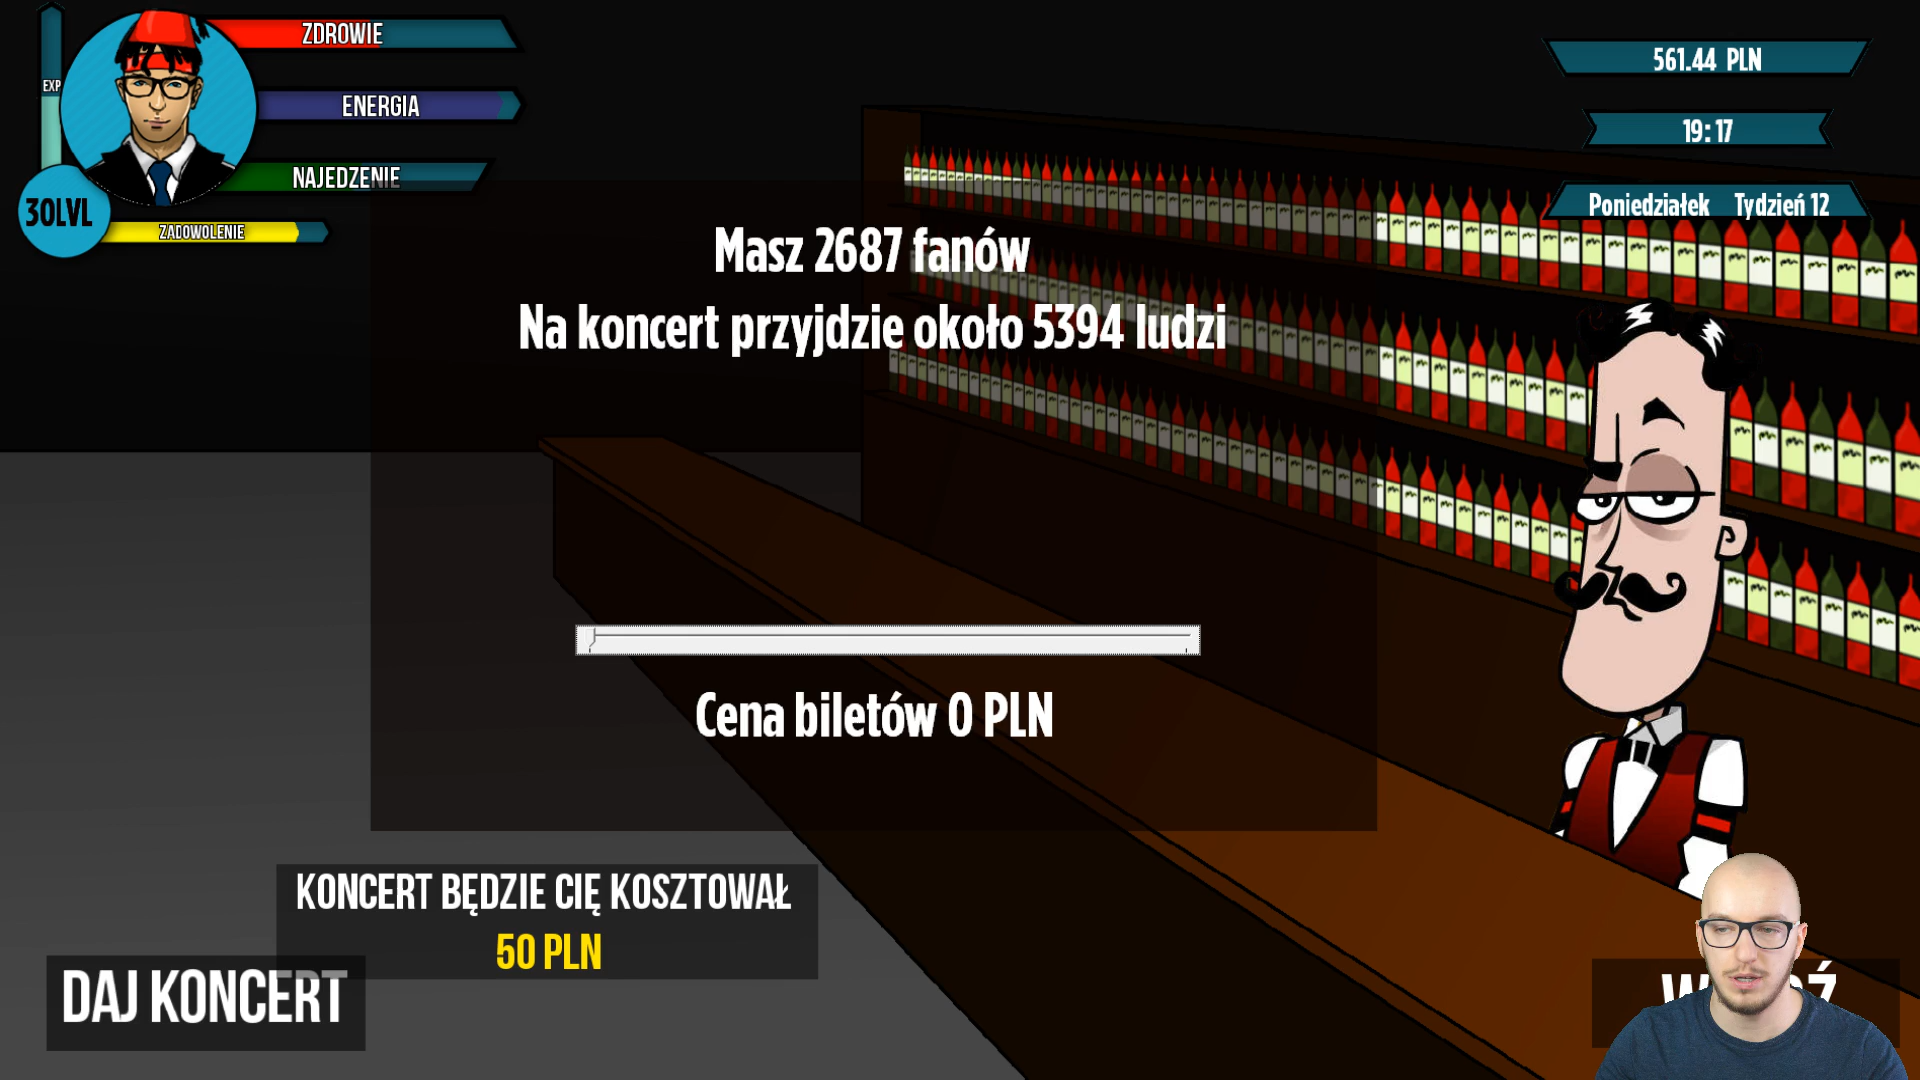 ZDROWIE
EXP
ENERGIA
NAJEDZENIE
30LVL
ZADOWOLENIE
561.44 PLN
19:17
Poniedziałek Tydzień 12
Masz 2687 fanów
Na koncert przyjdzie około 5394 ludzi
Cena biletów 0 PLN
KONCERT BĘDZIE CIĘ KOSZTOWAŁ
50 PLN
DAJ KONCERT